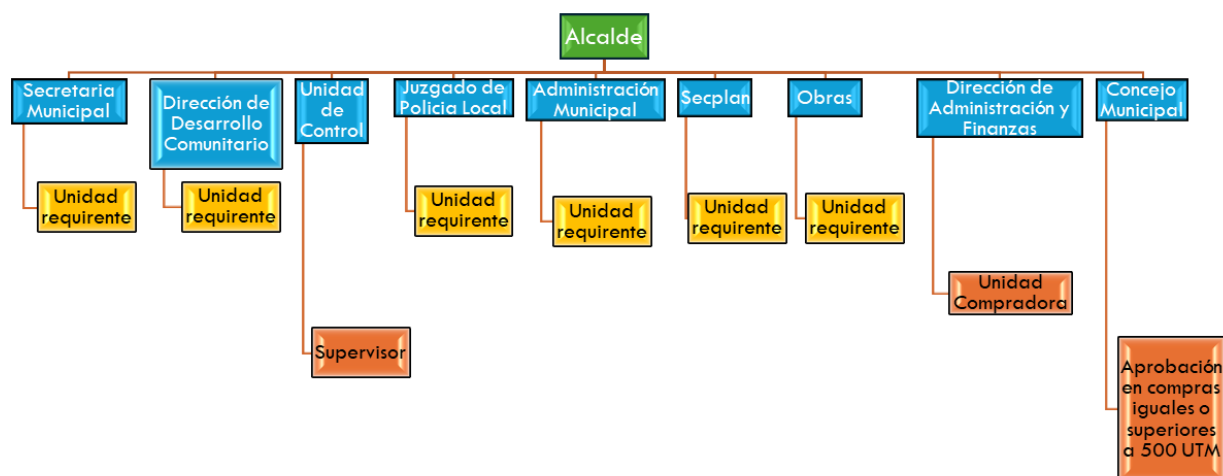 Alcalde
Secretaria
Municipal
Dirección de
Desarrollo
Comunitario
Unidad
de
Control
Juzgado de
Policia Local
Administración
Municipal
Secplan
Obras
Dirección de
Administración y
Finanzas
Concejo
Municipal
Unidad
requirente
Unidad
requirente
Unidad
requirente
Unidad
requirente
Unidad
requirente
Unidad
requirente
Unidad
Compradora
Supervisor
Aprobación
en compras
iguales o
superiores
a 500 UTM